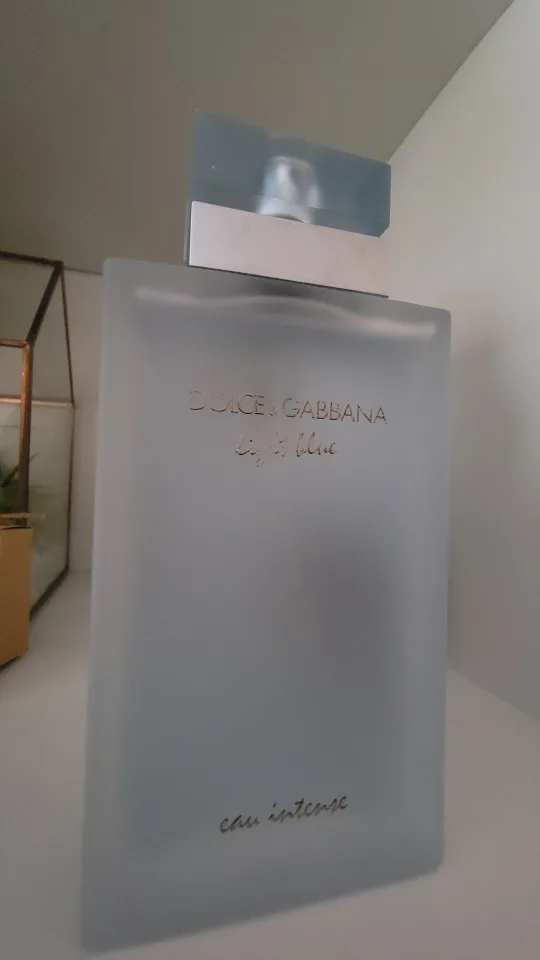 DOLCE & GABBANA
light blue
eau intense